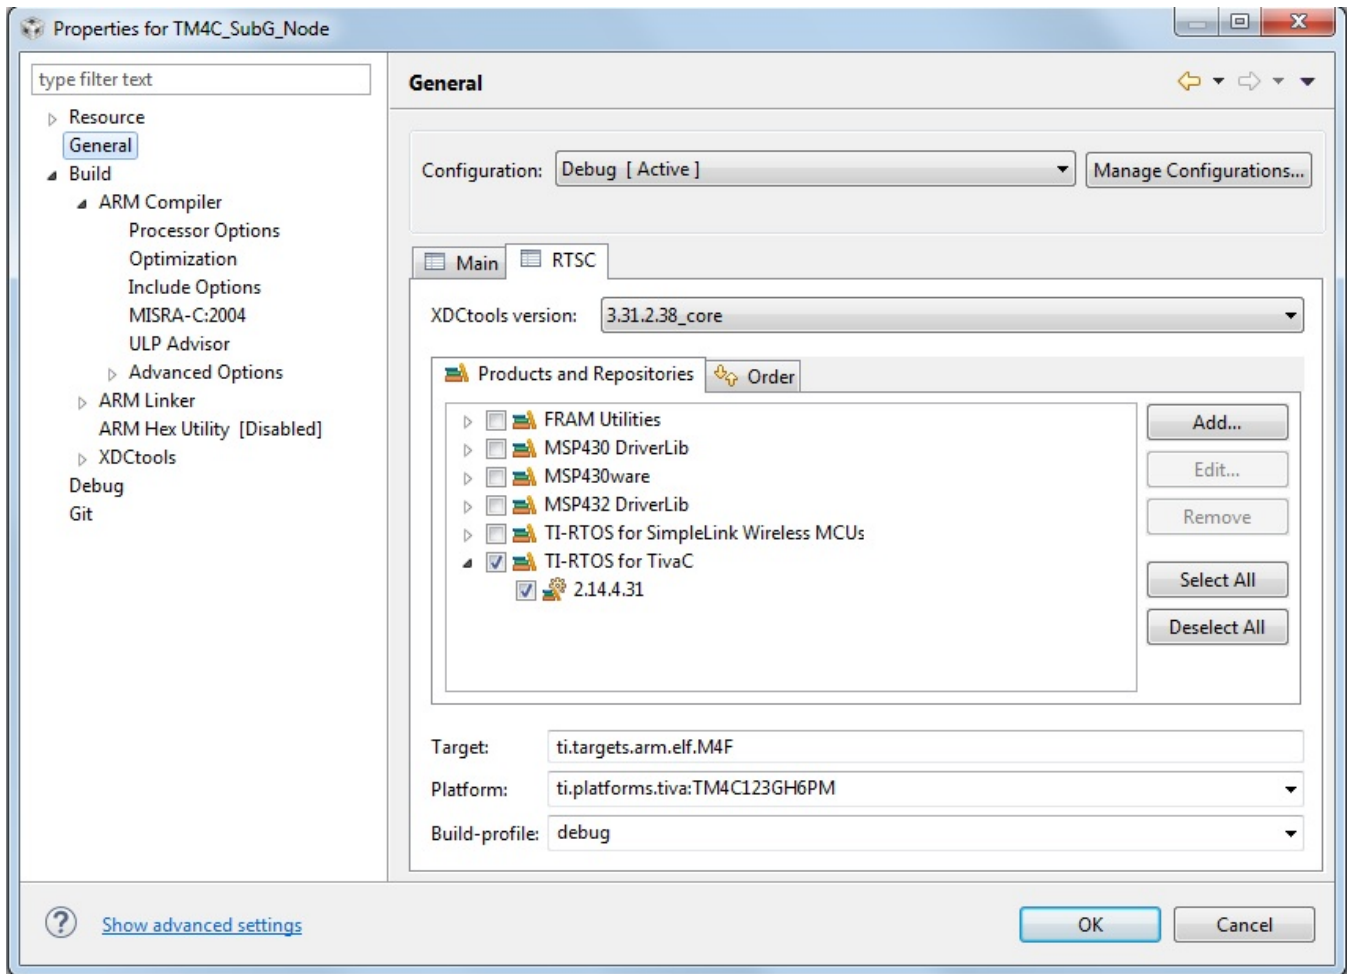 Properties for TM4C_SubG_Node
type filter text
Resource
General
Build
ARM Compiler
Processor Options
Optimization
Include Options
MISRA-C:2004
ULP Advisor
Advanced Options
ARM Linker
ARM Hex Utility [Disabled]
XDCtools
Debug
Git
General
Configuration: Debug [ Active ] Manage Configurations...
Main RTSC
XDCtools version: 3.31.2.38_core
Products and Repositories Order
FRAM Utilities
MSP430 DriverLib
MSP430ware
MSP432 DriverLib
TI-RTOS for SimpleLink Wireless MCUs
TI-RTOS for TivaC
2.14.4.31
Add...
Edit...
Remove
Select All
Deselect All
Target: ti.targets.arm.elf.M4F
Platform: ti.platforms.tiva:TM4C123GH6PM
Build-profile: debug
? Show advanced settings
OK Cancel